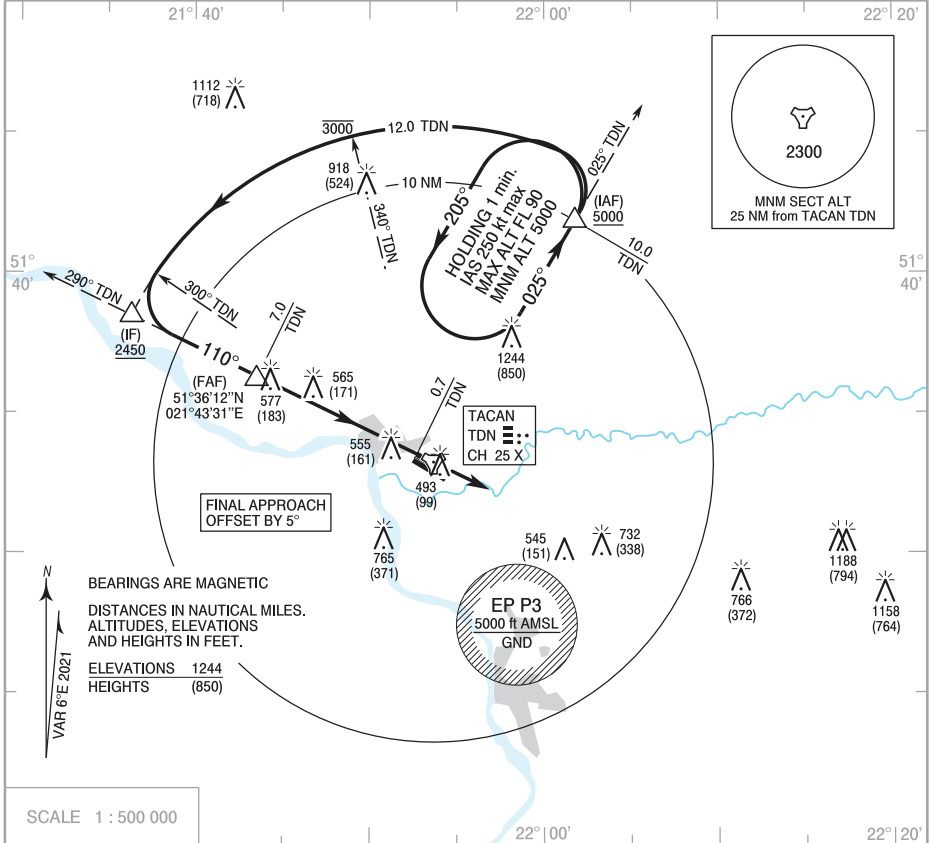 21° 40'
22° 00'
22° 20'
1112
(718)
3000
12.0 TDN
025° TDN
2300
MNM SECT ALT
25 NM from TACAN TDN
918
(524)
10 NM
340° TDN
205°
HOLDING 1 min.
IAS 250 kt max
MAX ALT FL 90
MNM ALT 5000
025°
(IAF)
5000
10.0
TDN
51°
40'
51°
40'
290° TDN
300° TDN
(IF)
2450
7.0
TDN
110°
1244
(850)
(FAF)
51°36'12"N
021°43'31"E
577
(183)
565
(171)
0.7
TDN
TACAN
TDN
CH 25 X
555
(161)
493
(99)
FINAL APPROACH
OFFSET BY 5°
765
(371)
545
(151)
732
(338)
1188
(794)
766
(372)
1158
(764)
N
VAR 6°E 2021
BEARINGS ARE MAGNETIC
DISTANCES IN NAUTICAL MILES.
ALTITUDES, ELEVATIONS
AND HEIGHTS IN FEET.
ELEVATIONS 1244
HEIGHTS (850)
EP P3
5000 ft AMSL
GND
SCALE 1 : 500 000
22° 00'
22° 20'